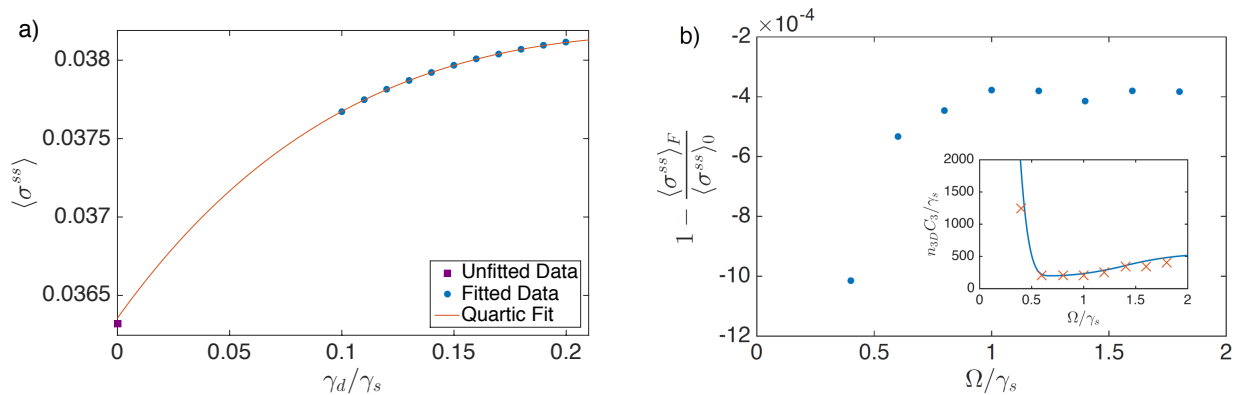 a)
0.038
0.0375
0.037
0.0365
⟨σ^{ss}⟩
0
0.05
0.1
0.15
0.2
γ_d/γ_s
Unfitted Data
Fitted Data
Quartic Fit
b)
×10⁻⁴
-2
-4
-6
-8
-10
-12
1 − ⟨σ^{ss}⟩_F / ⟨σ^{ss}⟩_0
0
0.5
1
1.5
2
Ω/γ_s
2000
1500
1000
500
0
n_{3D}C_3/γ_s
0
0.5
1
1.5
2
Ω/γ_s